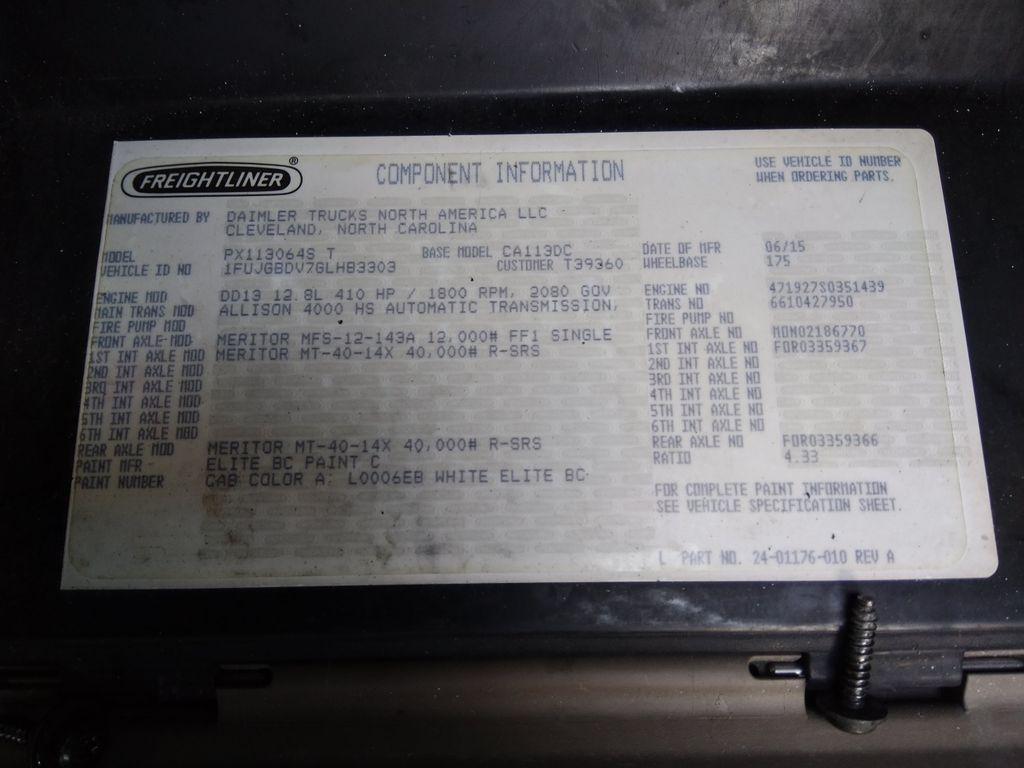 FREIGHTLINER ®
COMPONENT INFORMATION
USE VEHICLE ID NUMBER
WHEN ORDERING PARTS.
MANUFACTURED BY DAIMLER TRUCKS NORTH AMERICA LLC
CLEVELAND, NORTH CAROLINA
MODEL PX113064S T BASE MODEL CA113DC DATE OF MFR 06/15
VEHICLE ID NO 1FUJGBDV7GLHB3303 CUSTOMER T39360 WHEELBASE 175
ENGINE MOD DD13 12.8L 410 HP / 1800 RPM, 2080 GOV ENGINE NO 471927S0351439
MAIN TRANS MOD ALLISON 4000 HS AUTOMATIC TRANSMISSION, TRANS NO 6610427950
FIRE PUMP MOD FIRE PUMP NO
FRONT AXLE MOD MERITOR MFS-12-143A 12,000# FF1 SINGLE FRONT AXLE NO MON02186770
1ST INT AXLE MOD MERITOR MT-40-14X 40,000# R-SRS 1ST INT AXLE NO FOR03359367
2ND INT AXLE MOD 2ND INT AXLE NO
3RD INT AXLE MOD 3RD INT AXLE NO
4TH INT AXLE MOD 4TH INT AXLE NO
5TH INT AXLE MOD 5TH INT AXLE NO
6TH INT AXLE MOD 6TH INT AXLE NO
REAR AXLE MOD MERITOR MT-40-14X 40,000# R-SRS REAR AXLE NO FOR03359366
PAINT MFR ELITE BC PAINT C RATIO 4.33
PAINT NUMBER CAB COLOR A: L0006EB WHITE ELITE BC
FOR COMPLETE PAINT INFORMATION
SEE VEHICLE SPECIFICATION SHEET.
L PART NO. 24-01176-010 REV A